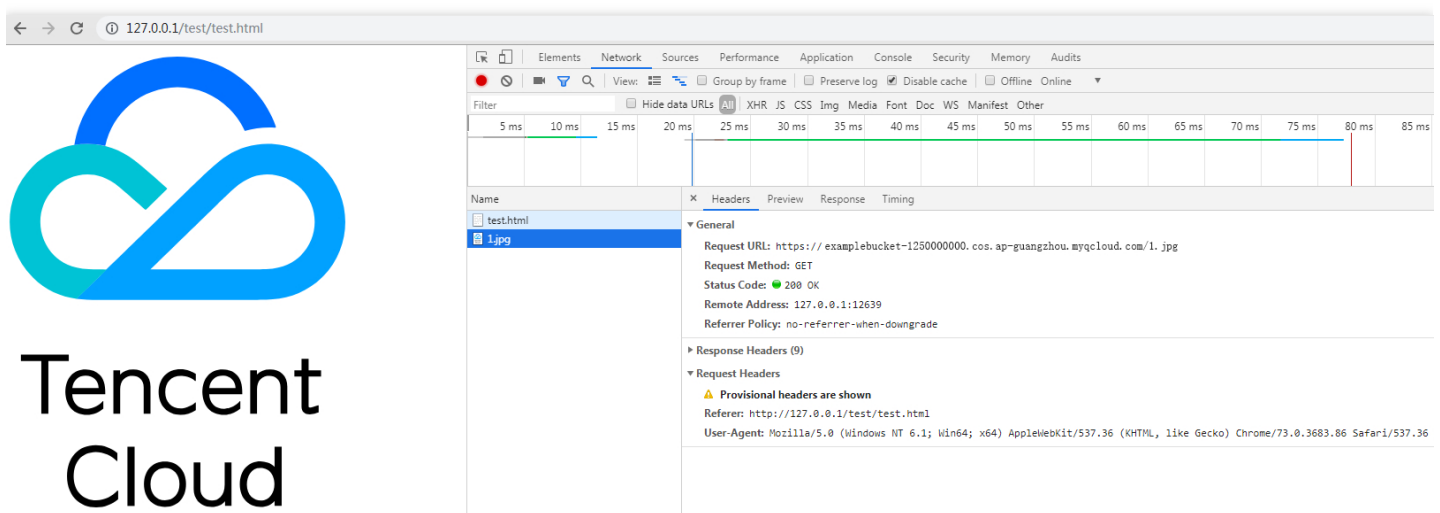 127.0.0.1/test/test.html
Elements Network Sources Performance Application Console Security Memory Audits
View: Group by frame Preserve log Disable cache Offline Online
Filter Hide data URLs All XHR JS CSS Img Media Font Doc WS Manifest Other
5 ms 10 ms 15 ms 20 ms 25 ms 30 ms 35 ms 40 ms 45 ms 50 ms 55 ms 60 ms 65 ms 70 ms 75 ms 80 ms 85 ms
Name × Headers Preview Response Timing
test.html
1.jpg
General
Request URL: https://examplebucket-1250000000.cos.ap-guangzhou.myqcloud.com/1.jpg
Request Method: GET
Status Code: 200 OK
Remote Address: 127.0.0.1:12639
Referrer Policy: no-referrer-when-downgrade
Response Headers (9)
Request Headers
Provisional headers are shown
Referer: http://127.0.0.1/test/test.html
User-Agent: Mozilla/5.0 (Windows NT 6.1; Win64; x64) AppleWebKit/537.36 (KHTML, like Gecko) Chrome/73.0.3683.86 Safari/537.36
Tencent
Cloud